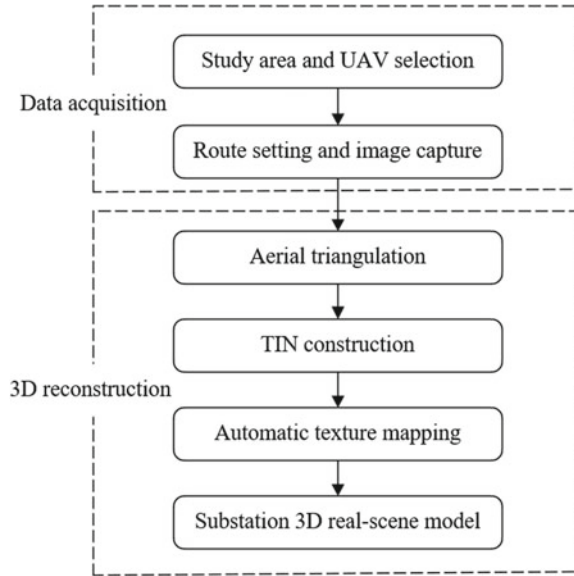 Study area and UAV selection
Data acquisition
Route setting and image capture
Aerial triangulation
TIN construction
3D reconstruction
Automatic texture mapping
Substation 3D real-scene model